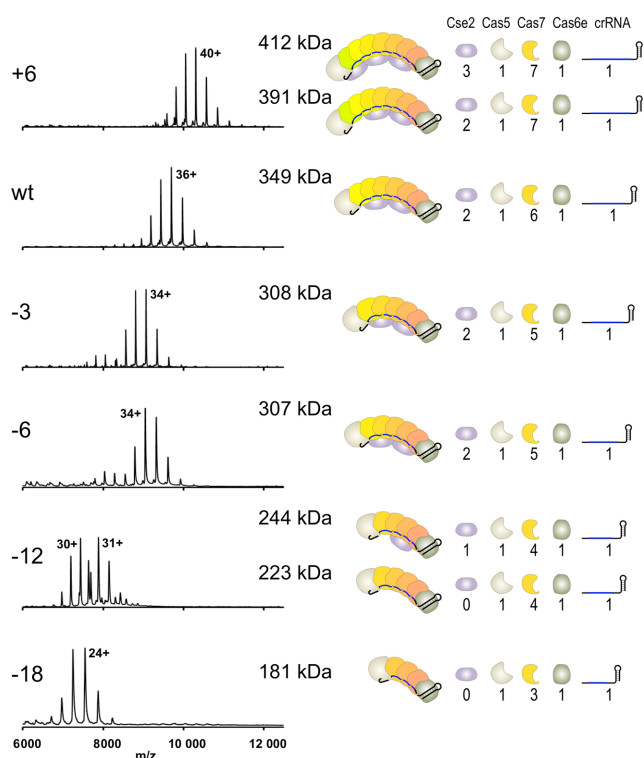 Cse2 Cas5 Cas7 Cas6e crRNA
+6
40+
412 kDa
3 1 7 1 1
391 kDa
2 1 7 1 1
wt
36+
349 kDa
2 1 6 1 1
-3
34+
308 kDa
2 1 5 1 1
-6
34+
307 kDa
2 1 5 1 1
-12
30+ 31+
244 kDa
1 1 4 1 1
223 kDa
0 1 4 1 1
-18
24+
181 kDa
0 1 3 1 1
6000 8000 10 000 12 000
m/z